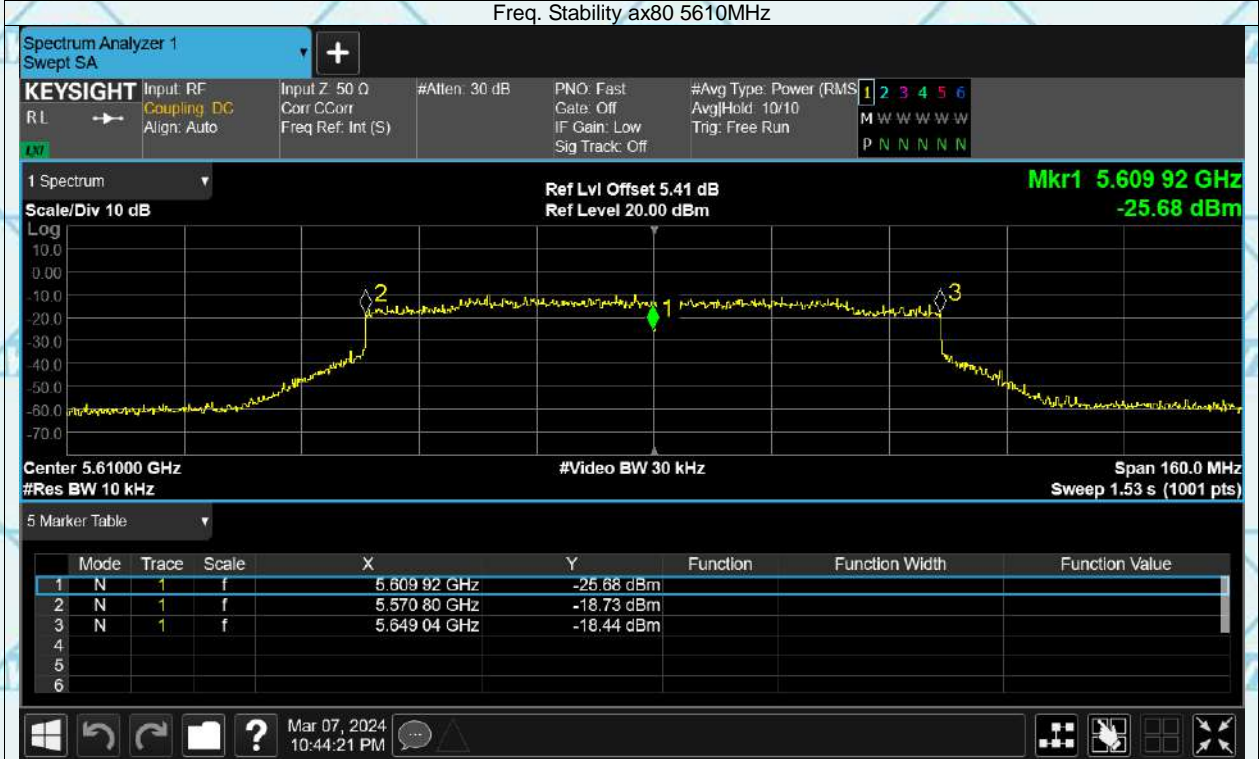 Freq. Stability ax80 5610MHz
Spectrum Analyzer 1
Swept SA
+
KEYSIGHT
RL
LXI
Input: RF
Coupling: DC
Align: Auto
Input Z: 50 Ω
Corr CCorr
Freq Ref: Int (S)
#Atten: 30 dB
PNO: Fast
Gate: Off
IF Gain: Low
Sig Track: Off
#Avg Type: Power (RMS
Avg|Hold: 10/10
Trig: Free Run
1 2 3 4 5 6
M W W W W W
P N N N N N
1 Spectrum
Scale/Div 10 dB
Ref Lvl Offset 5.41 dB
Ref Level 20.00 dBm
Mkr1 5.609 92 GHz
-25.68 dBm
Log
10.0
0.00
-10.0
-20.0
-30.0
-40.0
-50.0
-60.0
-70.0
2
1
3
Center 5.61000 GHz
#Res BW 10 kHz
#Video BW 30 kHz
Span 160.0 MHz
Sweep 1.53 s (1001 pts)
5 Marker Table
Mode Trace Scale X Y Function Function Width Function Value
1 N 1 f 5.609 92 GHz -25.68 dBm
2 N 1 f 5.570 80 GHz -18.73 dBm
3 N 1 f 5.649 04 GHz -18.44 dBm
4
5
6
?
Mar 07, 2024
10:44:21 PM